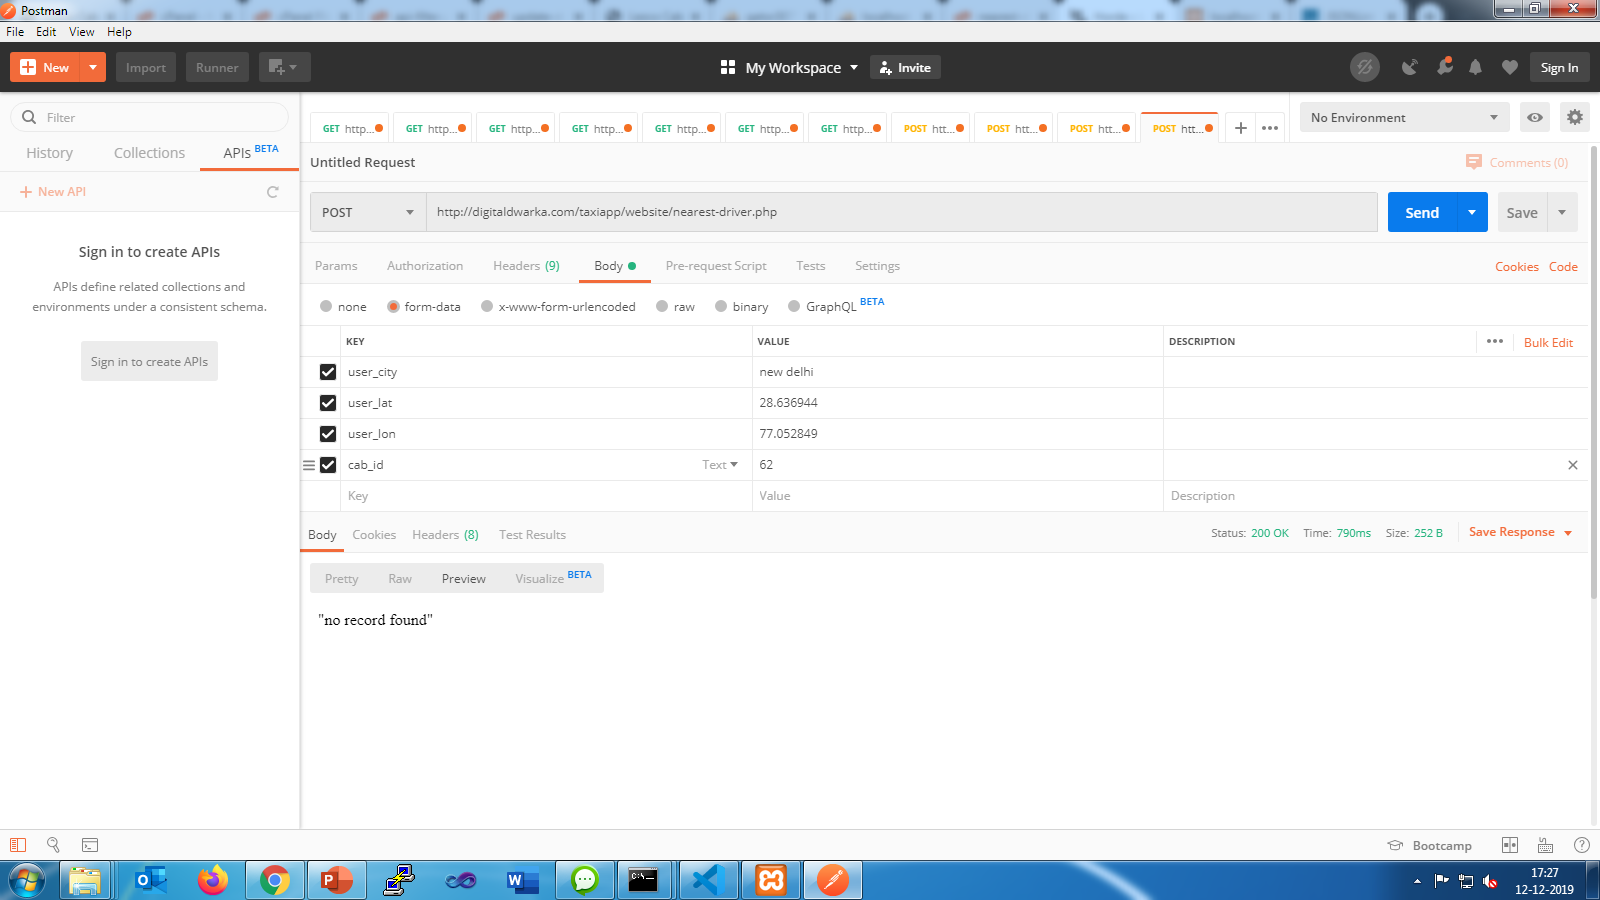 Postman
File Edit View Help
New Import Runner My Workspace Invite Sign In
Filter
History Collections APIs BETA
New API
Sign in to create APIs
APIs define related collections and
environments under a consistent schema.
Sign in to create APIs
GET http... GET http... GET http... GET http... GET http... GET http... GET http... POST htt... POST htt... POST htt... POST htt...
No Environment
Untitled Request
Comments (0)
POST http://digitaldwarka.com/taxiapp/website/nearest-driver.php Send Save
Params Authorization Headers (9) Body Pre-request Script Tests Settings Cookies Code
none form-data x-www-form-urlencoded raw binary GraphQL BETA
KEY VALUE DESCRIPTION Bulk Edit
user_city new delhi
user_lat 28.636944
user_lon 77.052849
cab_id Text 62
Key Value Description
Body Cookies Headers (8) Test Results Status: 200 OK Time: 790ms Size: 252 B Save Response
Pretty Raw Preview Visualize BETA
"no record found"
Bootcamp
17:27
12-12-2019